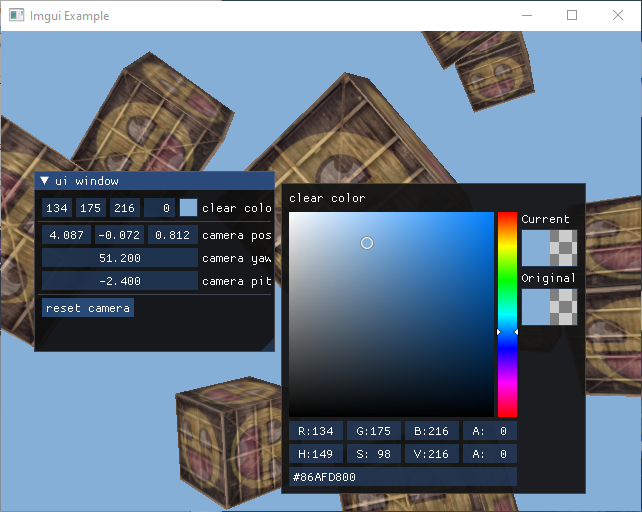 Imgui Example
ui window
134 175 216 0 clear colo
4.087 -0.072 0.812 camera pos
51.200 camera yaw
-2.400 camera pit
reset camera
clear color
Current
Original
R:134 G:175 B:216 A: 0
H:149 S: 98 V:216 A: 0
#86AFD800